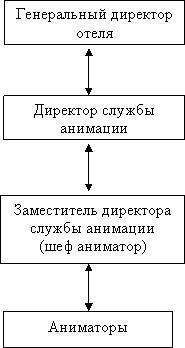 Генеральный директор
отеля
Директор службы
анимации
Заместитель директора
службы анимации
(шеф аниматор)
Аниматоры